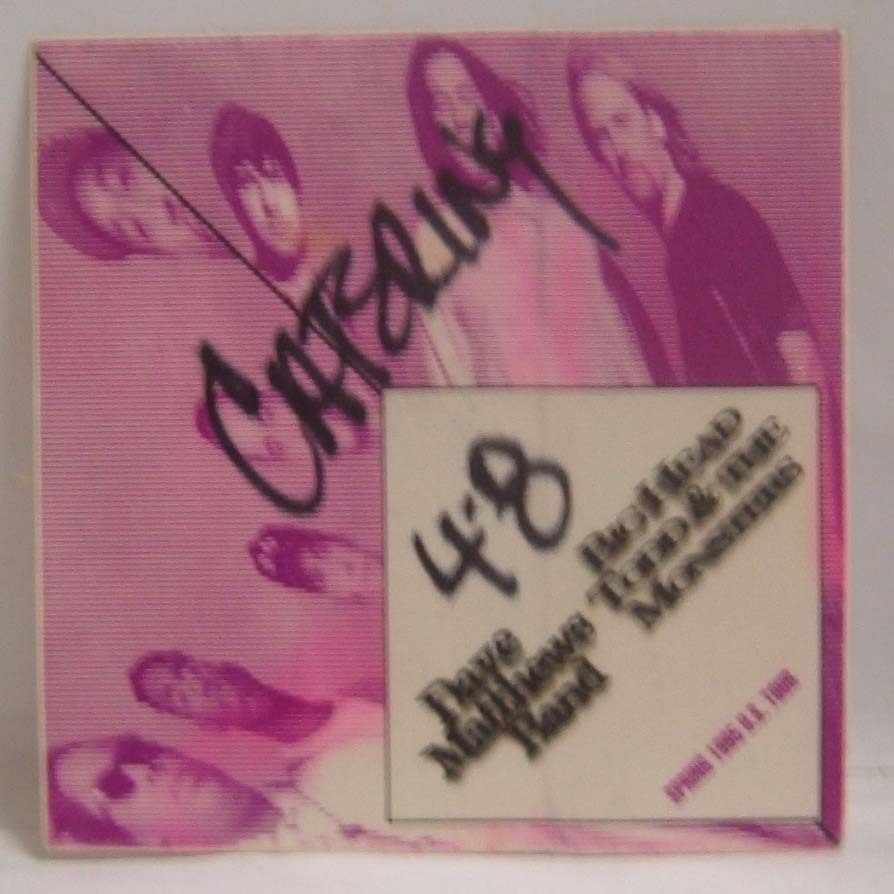 CATERING
4-8
BIG HEAD
TODD & THE
MONSTERS
Dave
Matthews
Band
SPRING 1995 U.S. TOUR